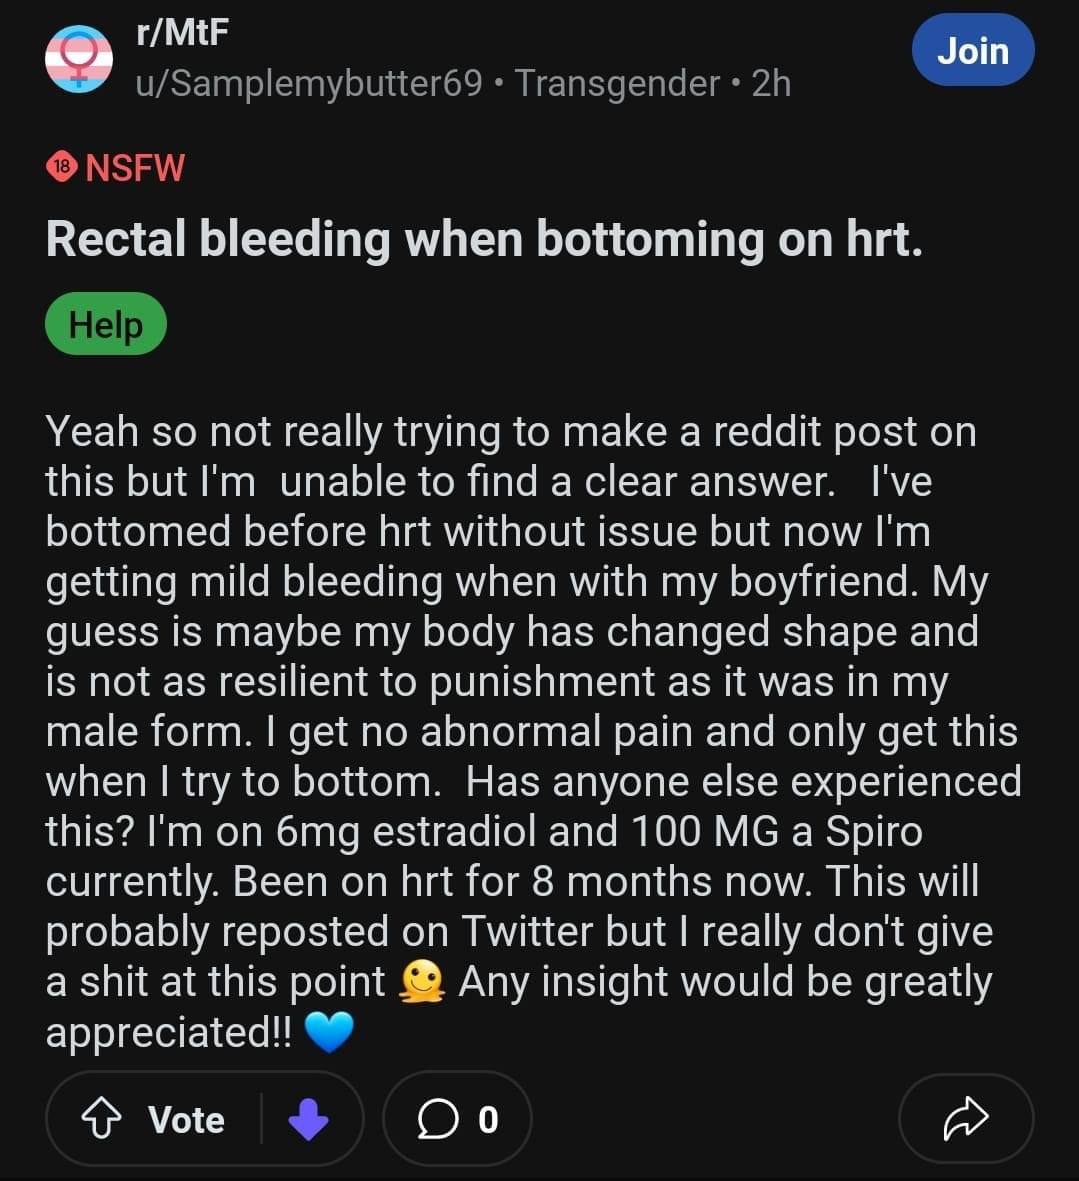 r/MtF
u/Samplemybutter69 • Transgender • 2h
Join
18 NSFW
Rectal bleeding when bottoming on hrt.
Help
Yeah so not really trying to make a reddit post on
this but I'm  unable to find a clear answer.   I've
bottomed before hrt without issue but now I'm
getting mild bleeding when with my boyfriend. My
guess is maybe my body has changed shape and
is not as resilient to punishment as it was in my
male form. I get no abnormal pain and only get this
when I try to bottom.  Has anyone else experienced
this? I'm on 6mg estradiol and 100 MG a Spiro
currently. Been on hrt for 8 months now. This will
probably reposted on Twitter but I really don't give
a shit at this point 🫠 Any insight would be greatly
appreciated!! 💙
Vote
0